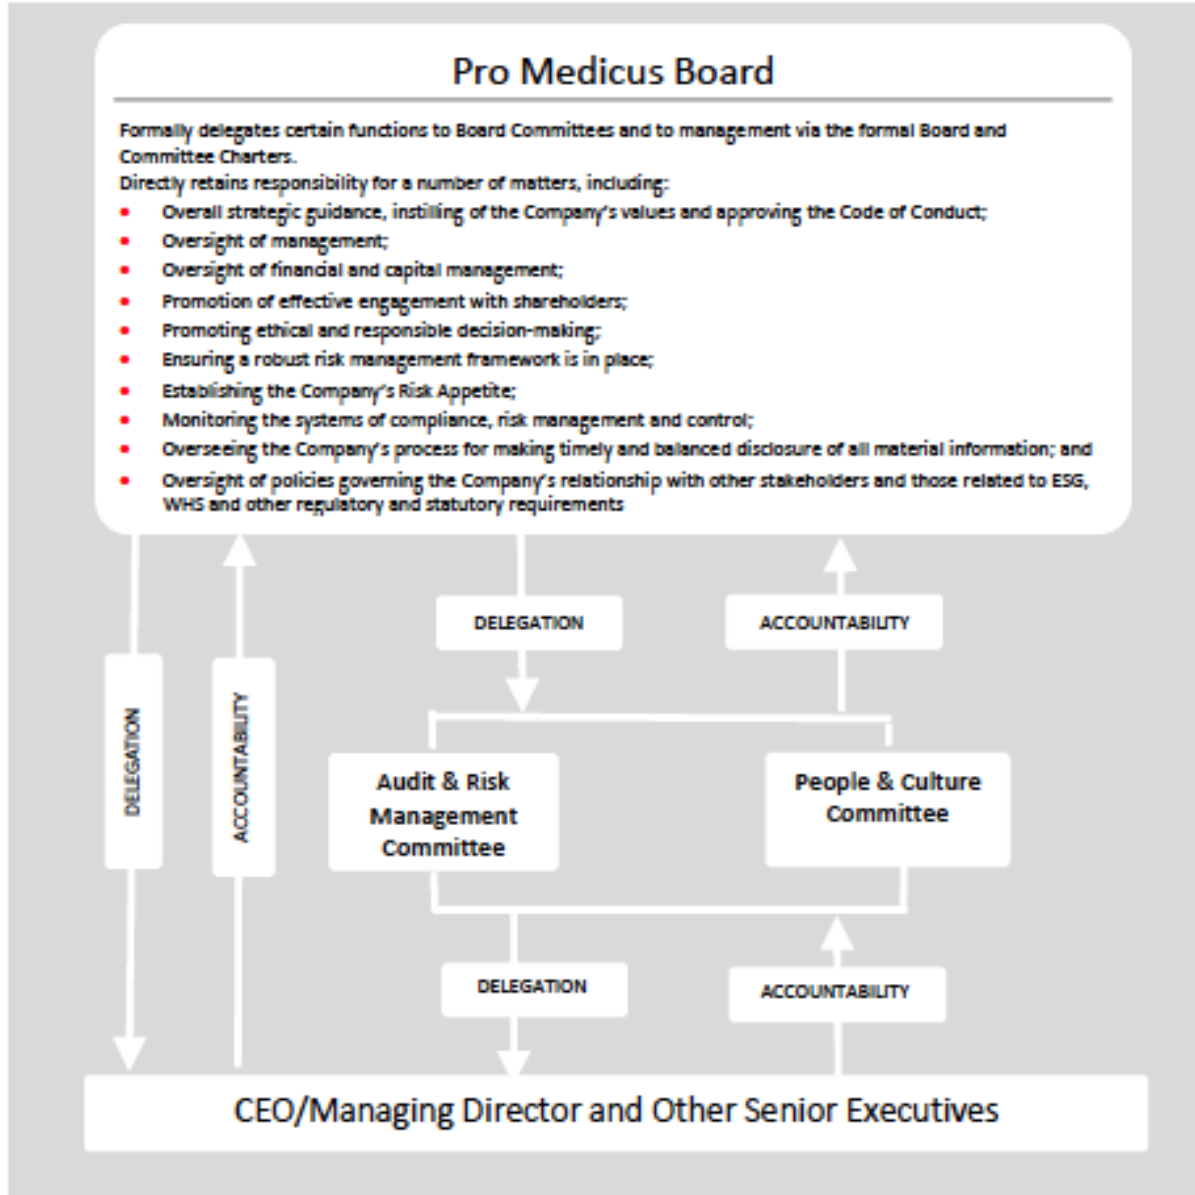 Pro Medicus Board
Formally delegates certain functions to Board Committees and to management via the formal Board and
Committee Charters.
Directly retains responsibility for a number of matters, including:
• Overall strategic guidance, instilling of the Company's values and approving the Code of Conduct;
• Oversight of management;
• Oversight of financial and capital management;
• Promotion of effective engagement with shareholders;
• Promoting ethical and responsible decision-making;
• Ensuring a robust risk management framework is in place;
• Establishing the Company's Risk Appetite;
• Monitoring the systems of compliance, risk management and control;
• Overseeing the Company's process for making timely and balanced disclosure of all material information; and
• Oversight of policies governing the Company's relationship with other stakeholders and those related to ESG,
WHS and other regulatory and statutory requirements
DELEGATION
ACCOUNTABILITY
DELEGATION
ACCOUNTABILITY
Audit & Risk
Management
Committee
People & Culture
Committee
DELEGATION
ACCOUNTABILITY
CEO/Managing Director and Other Senior Executives